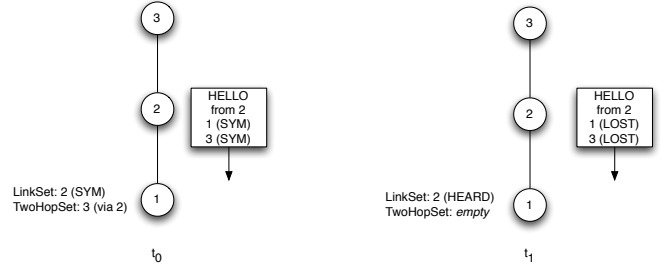 3
2
HELLO
from 2
1 (SYM)
3 (SYM)
LinkSet: 2 (SYM)
TwoHopSet: 3 (via 2)
1
t0
3
2
HELLO
from 2
1 (LOST)
3 (LOST)
LinkSet: 2 (HEARD)
TwoHopSet: empty
1
t1